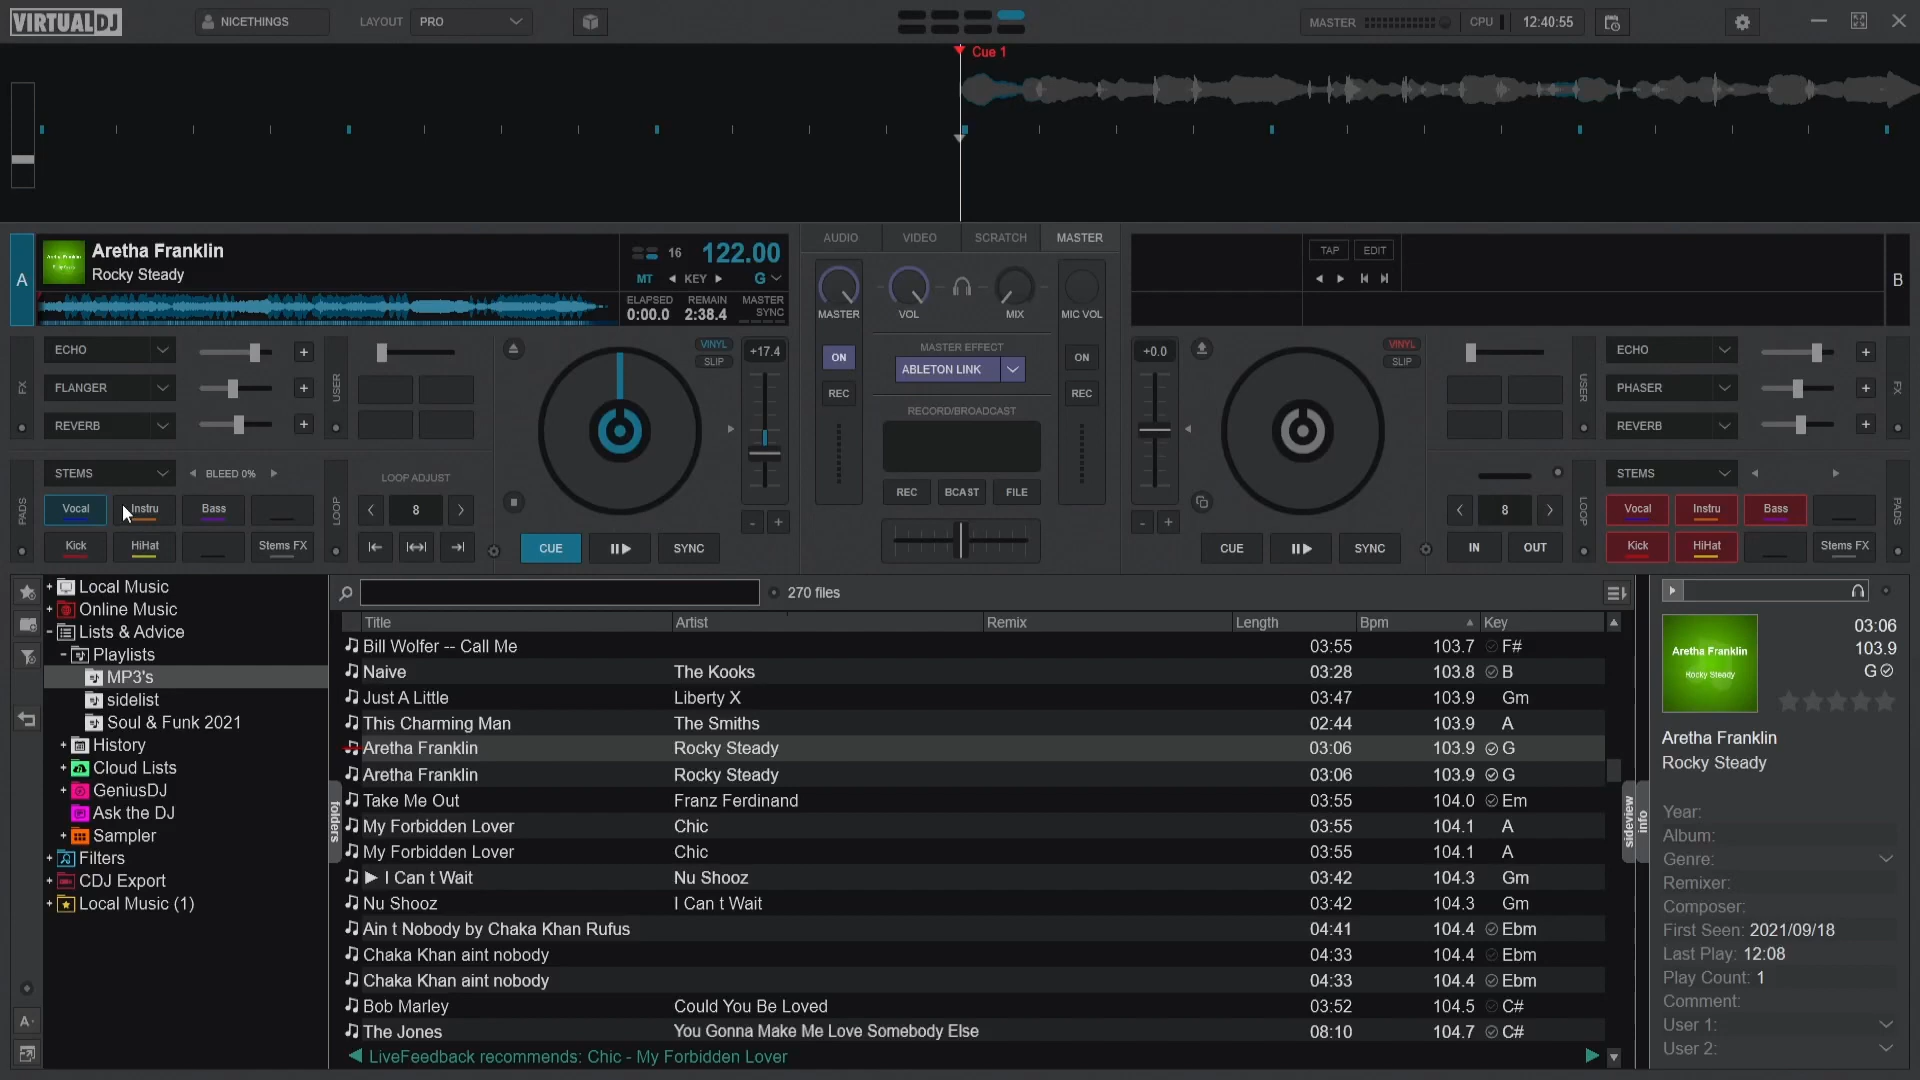 VIRTUALDJ
NICETHINGS
LAYOUT PRO
MASTER
CPU
12:40:55
Cue 1
A
Aretha Franklin
Rocky Steady
16 122.00
MT KEY G
ELAPSED REMAIN MASTER SYNC
0:00.0 2:38.4
AUDIO VIDEO SCRATCH MASTER
MASTER VOL MIX MIC VOL
ON
REC
MASTER EFFECT
ABLETON LINK
ON
REC
RECORD/BROADCAST
REC BCAST FILE
TAP EDIT
B
FX
ECHO
FLANGER
REVERB
USER
VINYL
SLIP
+17.4
+0.0
VINYL
SLIP
USER
ECHO
PHASER
REVERB
FX
PADS
STEMS BLEED 0%
Vocal Instru Bass
Kick HiHat Stems FX
LOOP
LOOP ADJUST
8
CUE SYNC
- +
- +
CUE SYNC
8
IN OUT
LOOP
STEMS
Vocal Instru Bass
Kick HiHat Stems FX
PADS
Local Music
Online Music
Lists & Advice
Playlists
MP3's
sidelist
Soul & Funk 2021
History
Cloud Lists
GeniusDJ
Ask the DJ
Sampler
Filters
CDJ Export
Local Music (1)
A
folders
270 files
Title Artist Remix Length Bpm Key
Bill Wolfer -- Call Me 03:55 103.7 F#
Naive The Kooks 03:28 103.8 B
Just A Little Liberty X 03:47 103.9 Gm
This Charming Man The Smiths 02:44 103.9 A
Aretha Franklin Rocky Steady 03:06 103.9 G
Aretha Franklin Rocky Steady 03:06 103.9 G
Take Me Out Franz Ferdinand 03:55 104.0 Em
My Forbidden Lover Chic 03:55 104.1 A
My Forbidden Lover Chic 03:55 104.1 A
I Can t Wait Nu Shooz 03:42 104.3 Gm
Nu Shooz I Can t Wait 03:42 104.3 Gm
Ain t Nobody by Chaka Khan Rufus 04:41 104.4 Ebm
Chaka Khan aint nobody 04:33 104.4 Ebm
Chaka Khan aint nobody 04:33 104.4 Ebm
Bob Marley Could You Be Loved 03:52 104.5 C#
The Jones You Gonna Make Me Love Somebody Else 08:10 104.7 C#
LiveFeedback recommends: Chic - My Forbidden Lover
sideview
info
Aretha Franklin
Rocky Steady
03:06
103.9
G
Aretha Franklin
Rocky Steady
Year:
Album:
Genre:
Remixer:
Composer:
First Seen: 2021/09/18
Last Play: 12:08
Play Count: 1
Comment:
User 1:
User 2: